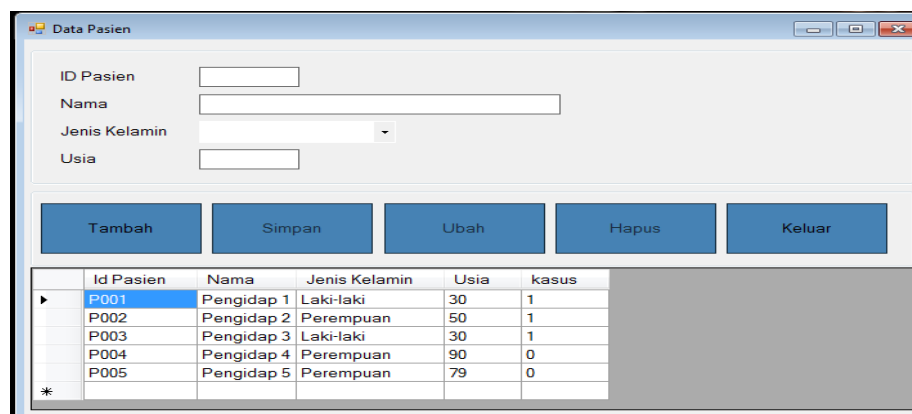 Data Pasien
ID Pasien
Nama
Jenis Kelamin
Usia
Tambah Simpan Ubah Hapus Keluar
Id Pasien Nama Jenis Kelamin Usia kasus
P001 Pengidap 1 Laki-laki 30 1
P002 Pengidap 2 Perempuan 50 1
P003 Pengidap 3 Laki-laki 30 1
P004 Pengidap 4 Perempuan 90 0
P005 Pengidap 5 Perempuan 79 0